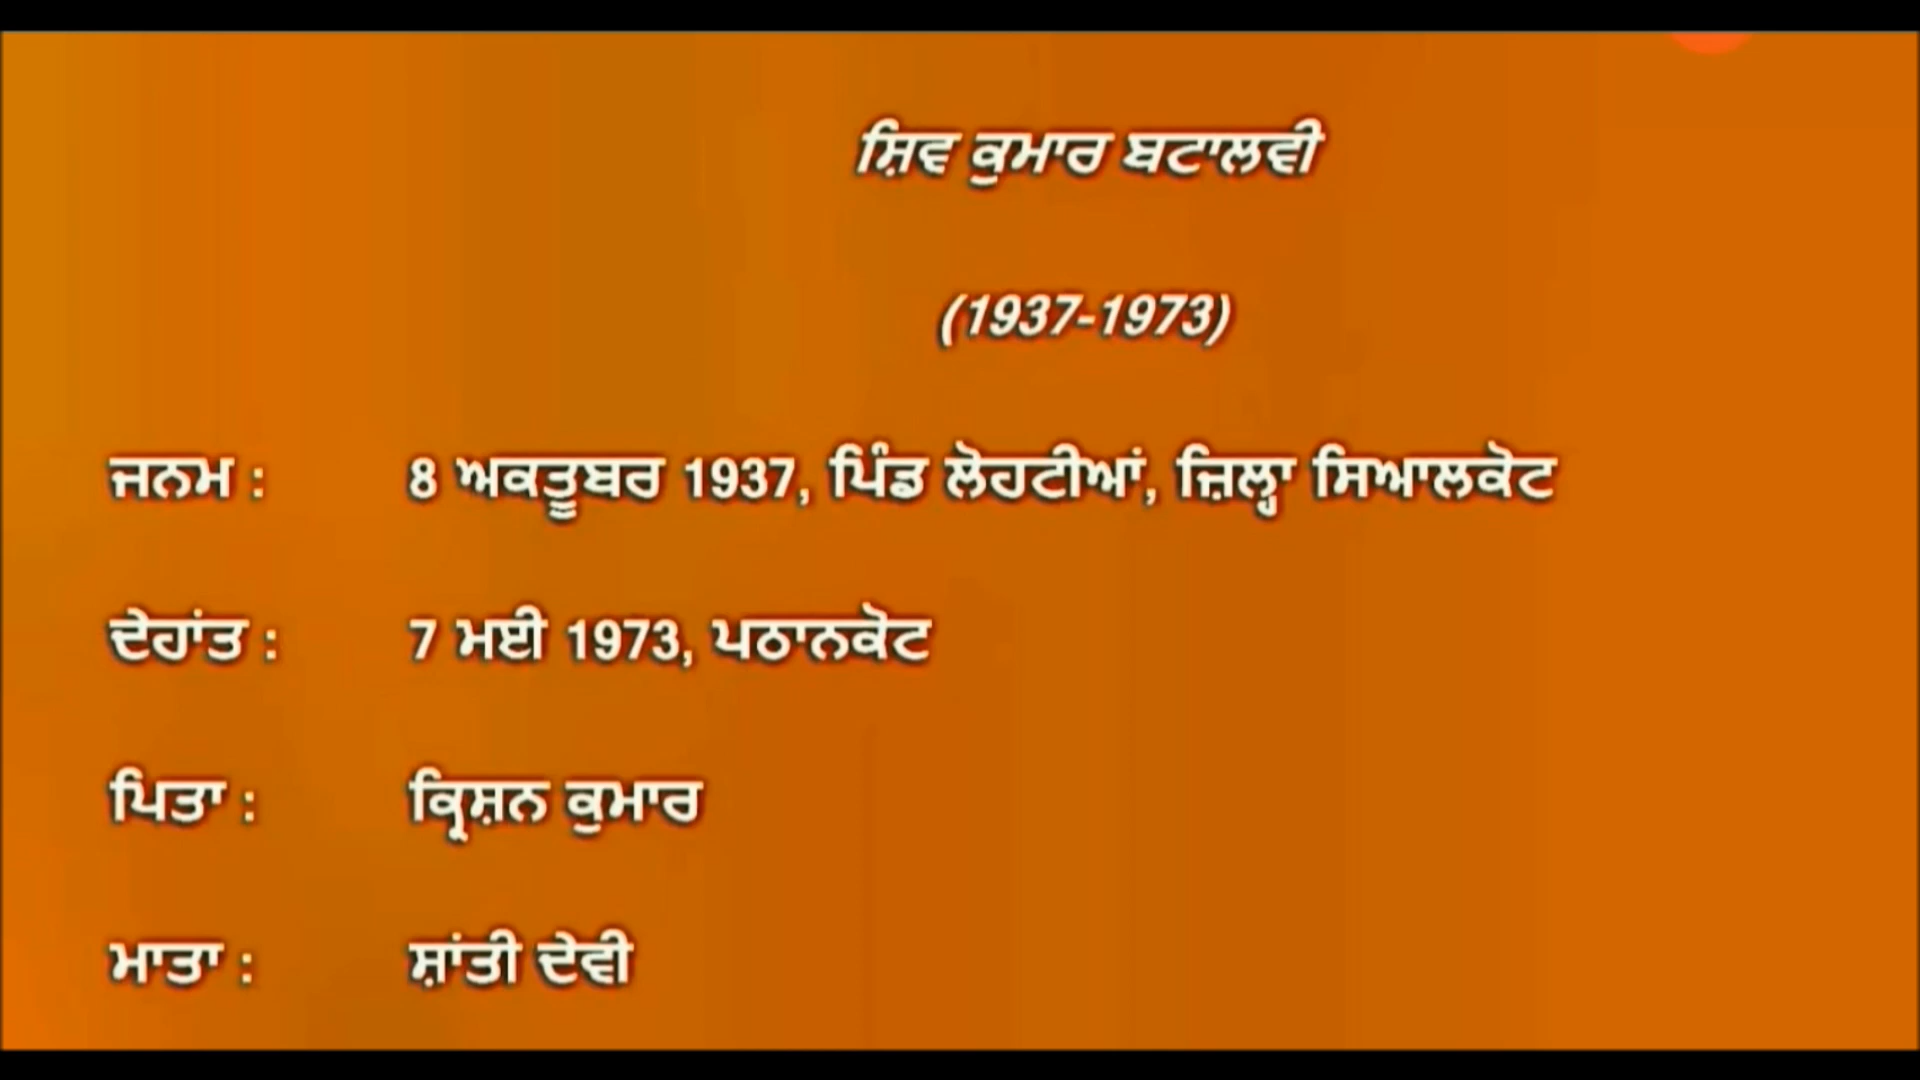 ਸ਼ਿਵ ਕੁਮਾਰ ਬਟਾਲਵੀ
(1937-1973)
ਜਨਮ : 8 ਅਕਤੂਬਰ 1937, ਪਿੰਡ ਲੋਹਟੀਆਂ, ਜ਼ਿਲ੍ਹਾ ਸਿਆਲਕੋਟ
ਦੇਹਾਂਤ : 7 ਮਈ 1973, ਪਠਾਨਕੋਟ
ਪਿਤਾ : ਕ੍ਰਿਸ਼ਨ ਕੁਮਾਰ
ਮਾਤਾ : ਸ਼ਾਂਤੀ ਦੇਵੀ